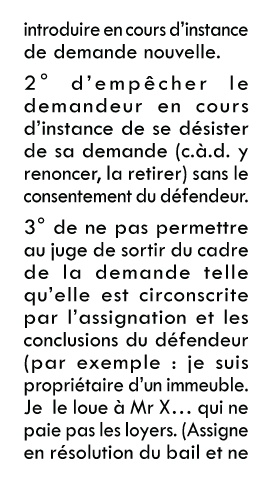 introduire en cours d'instance
de demande nouvelle.
2° d'empêcher le
demandeur en cours
d'instance de se désister
de sa demande (c.à.d. y
renoncer, la retirer) sans le
consentement du défendeur.
3° de ne pas permettre
au juge de sortir du cadre
de la demande telle
qu'elle est circonscrite
par l'assignation et les
conclusions du défendeur
(par exemple : je suis
propriétaire d'un immeuble.
Je le loue à Mr X... qui ne
paie pas les loyers. (Assigne
en résolution du bail et ne